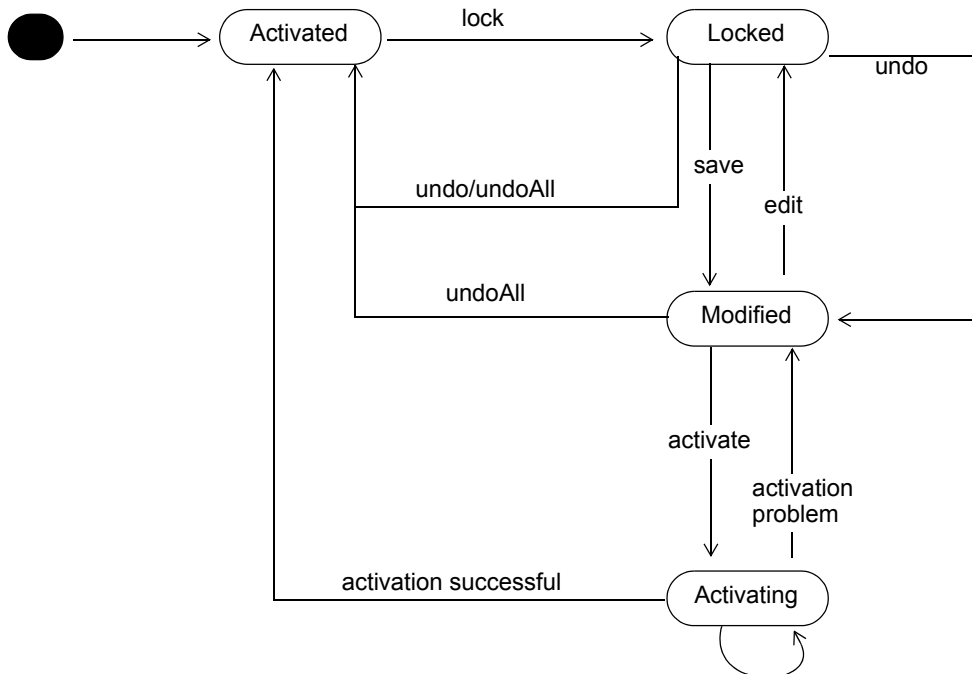 lock
Activated
Locked
undo
save
undo/undoAll
edit
undoAll
Modified
activate
activation
problem
activation successful
Activating